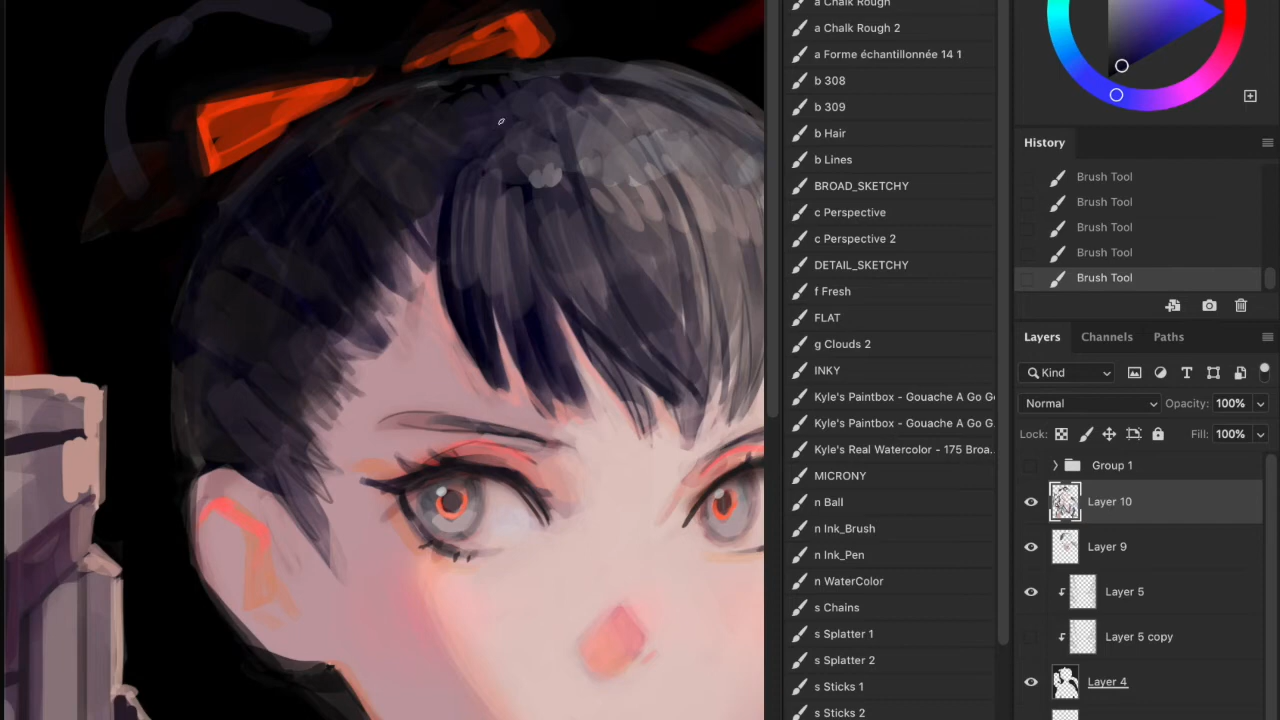 a Chalk Rough
a Chalk Rough 2
a Forme échantillonnée 14 1
b 308
b 309
b Hair
b Lines
BROAD_SKETCHY
c Perspective
c Perspective 2
DETAIL_SKETCHY
f Fresh
FLAT
g Clouds 2
INKY
Kyle's Paintbox - Gouache A Go G
Kyle's Paintbox - Gouache A Go G
Kyle's Real Watercolor - 175 Broa...
MICRONY
n Ball
n Ink_Brush
n Ink_Pen
n WaterColor
s Chains
s Splatter 1
s Splatter 2
s Sticks 1
s Sticks 2
History
Brush Tool
Brush Tool
Brush Tool
Brush Tool
Brush Tool
Layers Channels Paths
Kind
Normal Opacity: 100%
Lock: Fill: 100%
Group 1
Layer 10
Layer 9
Layer 5
Layer 5 copy
Layer 4